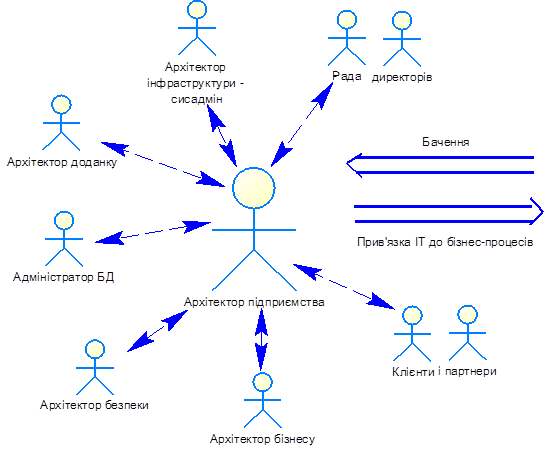 Архітектор
інфраструктури -
сисадмін
Рада
директорів
Бачення
Архітектор доданку
Прив'язка ІТ до бізнес-процесів
Адміністратор БД
Архітектор підприємства
Клієнти і партнери
Архітектор безпеки
Архітектор бізнесу